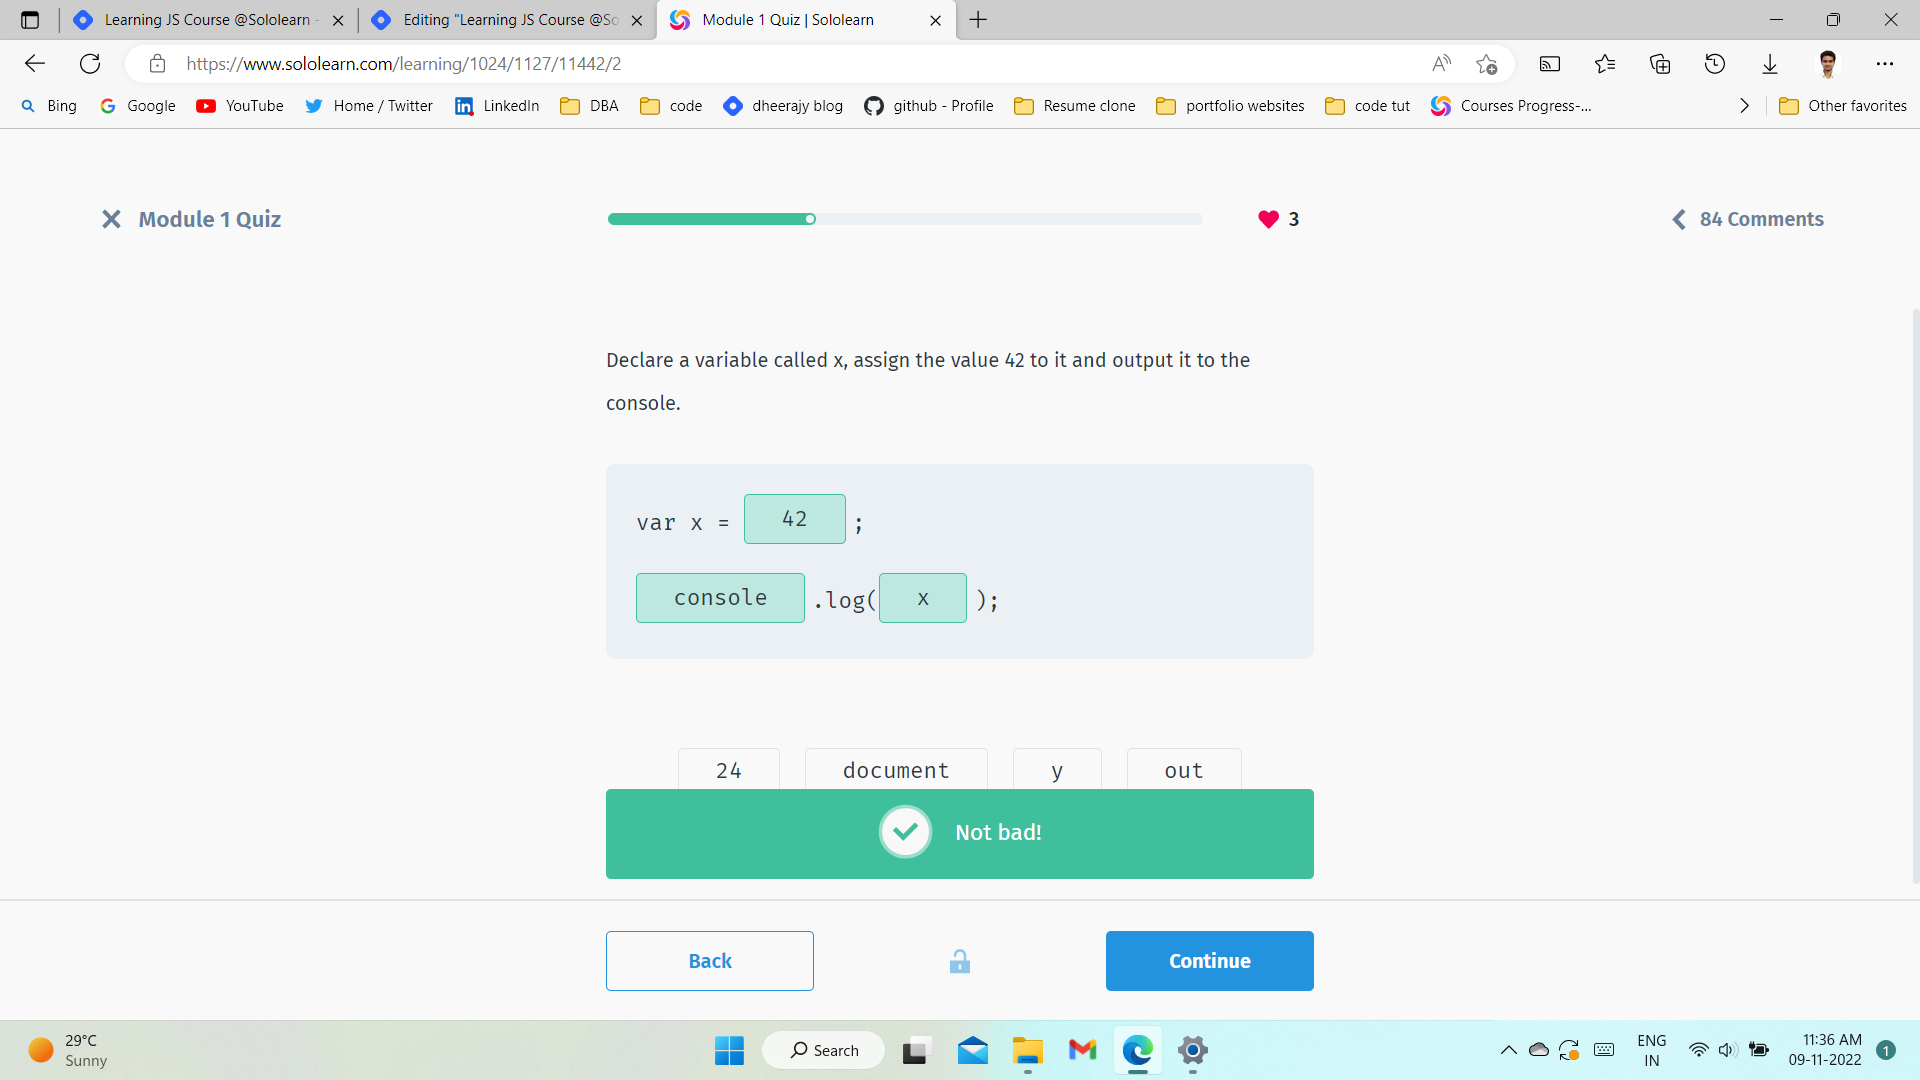 Learning JS Course @Sololearn -
Editing "Learning JS Course @So
Module 1 Quiz | Sololearn
https://www.sololearn.com/learning/1024/1127/11442/2
Bing Google YouTube Home / Twitter LinkedIn DBA code dheerajy blog github - Profile Resume clone portfolio websites code tut Courses Progress-... Other favorites
Module 1 Quiz
3
84 Comments
Declare a variable called x, assign the value 42 to it and output it to the
console.
var x = 42 ;
console .log( x );
24 document y out
Not bad!
Back
Continue
29°C
Sunny
Search
ENG
IN
11:36 AM
09-11-2022
1